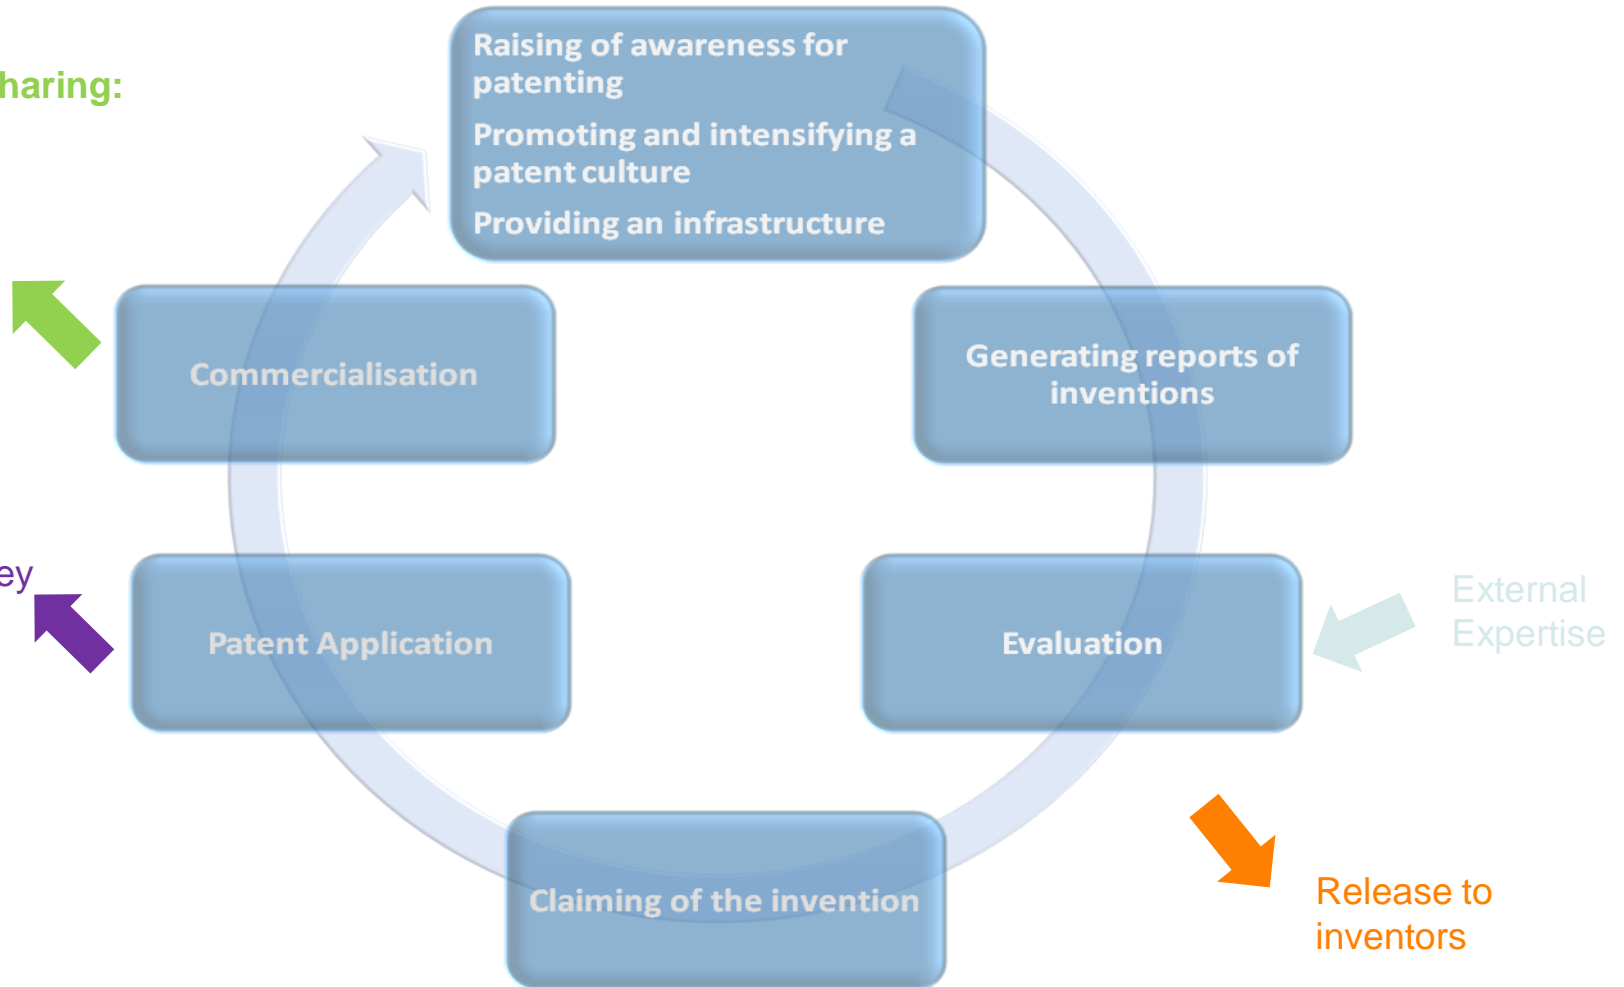 Raising of awareness for
patenting
Promoting and intensifying a
patent culture
Providing an infrastructure
haring:
Commercialisation
Generating reports of
inventions
ey
Patent Application
Evaluation
External
Expertise
Claiming of the invention
Release to
inventors